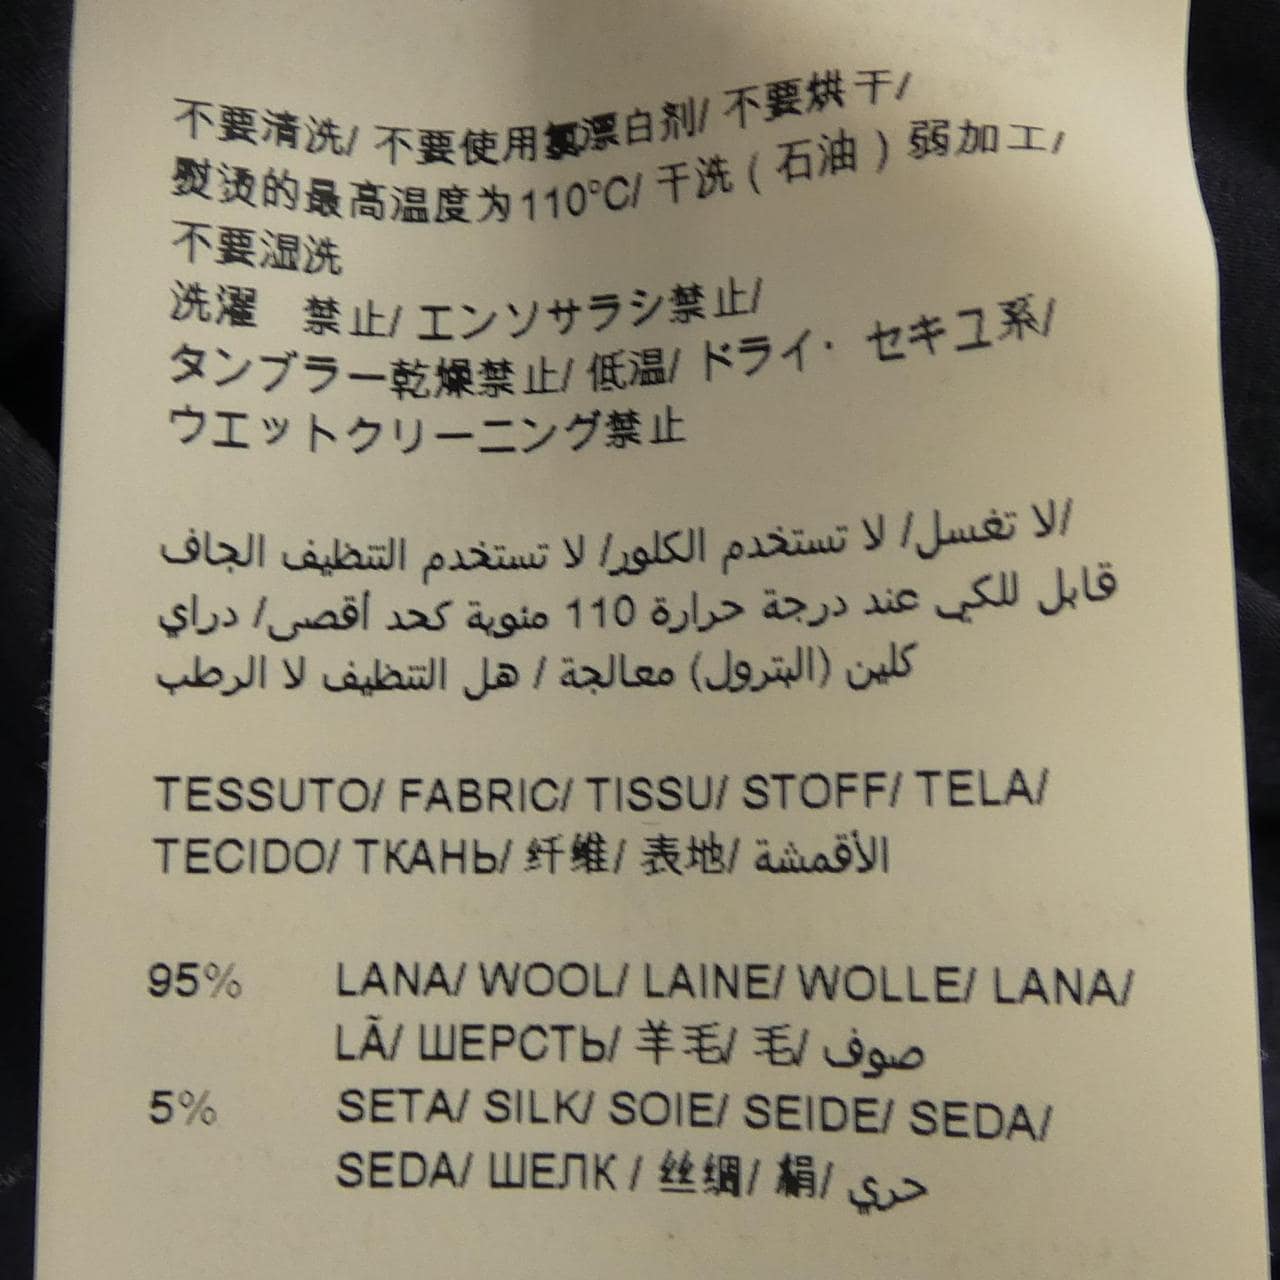 不要清洗/ 不要使用氯漂白剂/ 不要烘干/
熨烫的最高温度为110°C/ 干洗 ( 石油 ) 弱加工/
不要湿洗
洗濯 禁止/ エンソサラシ禁止/
タンブラー乾燥禁止/ 低温/ ドライ・ セキユ系/
ウエットクリーニング禁止
لا تغسل/ لا تستخدم الكلور/ لا تستخدم التنظيف الجاف/
قابل للكي عند درجة حرارة 110 مئوية كحد أقصى/ دراي
كلين (البترول) معالجة / هل التنظيف لا الرطب
TESSUTO/ FABRIC/ TISSU/ STOFF/ TELA/
TECIDO/ ТКАНЬ/ 纤维/ 表地/ الأقمشة
95% LANA/ WOOL/ LAINE/ WOLLE/ LANA/
LÃ/ ШЕРСТЬ/ 羊毛/ 毛/ صوف
5% SETA/ SILK/ SOIE/ SEIDE/ SEDA/
SEDA/ ШЕЛК / 丝绸/ 絹/ حري